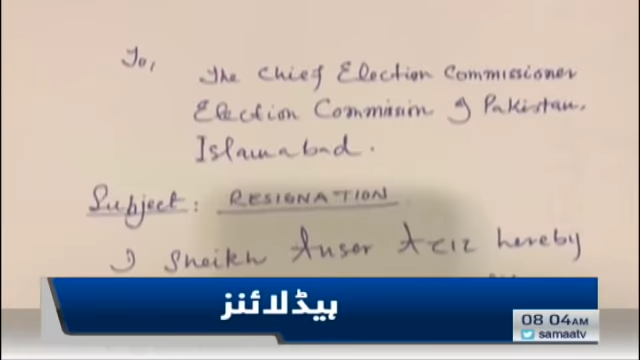 To,
The Chief Election Commissioner
Election Commission of Pakistan.
Islamabad.
Subject: RESIGNATION
I Sheikh Anser Aziz hereby
ہیڈلائنز
08 04AM
samaatv